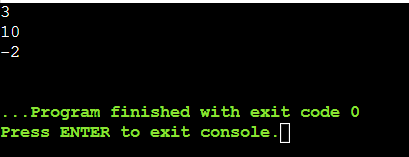 3
10
-2
...Program finished with exit code 0
Press ENTER to exit console.